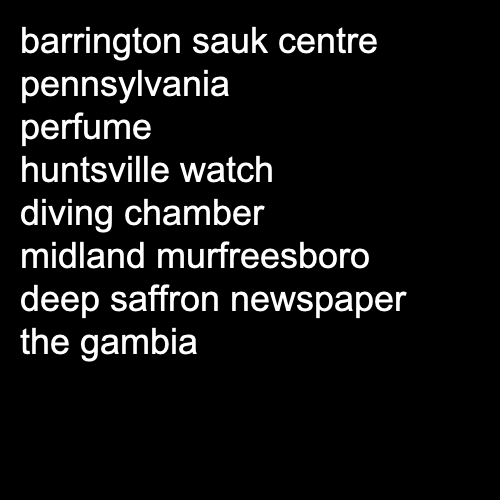 barrington sauk centre
pennsylvania
perfume
huntsville watch
diving chamber
midland murfreesboro
deep saffron newspaper
the gambia